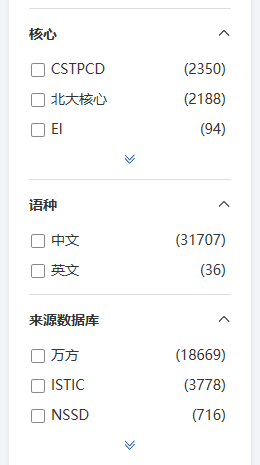 核心
CSTPCD (2350)
北大核心 (2188)
EI (94)
语种
中文 (31707)
英文 (36)
来源数据库
万方 (18669)
ISTIC (3778)
NSSD (716)